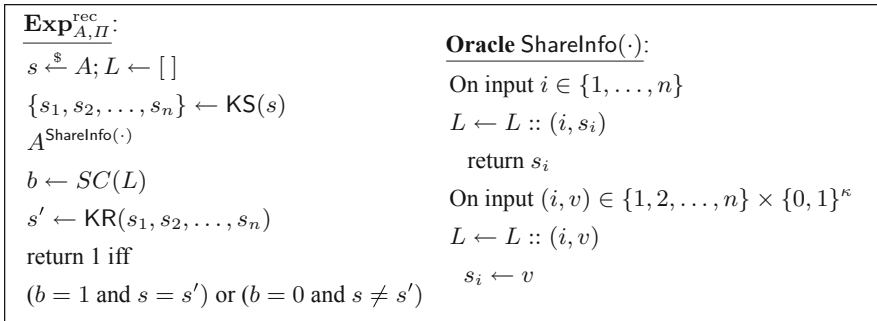 Exp^rec_{A,Π}:
s ←$ A; L ← [ ]
{s_1, s_2, ..., s_n} ← KS(s)
A^ShareInfo(·)
b ← SC(L)
s′ ← KR(s_1, s_2, ..., s_n)
return 1 iff
(b = 1 and s = s′) or (b = 0 and s ≠ s′)
Oracle ShareInfo(·):
On input i ∈ {1, ..., n}
L ← L :: (i, s_i)
return s_i
On input (i, v) ∈ {1, 2, ..., n} × {0, 1}^κ
L ← L :: (i, v)
s_i ← v